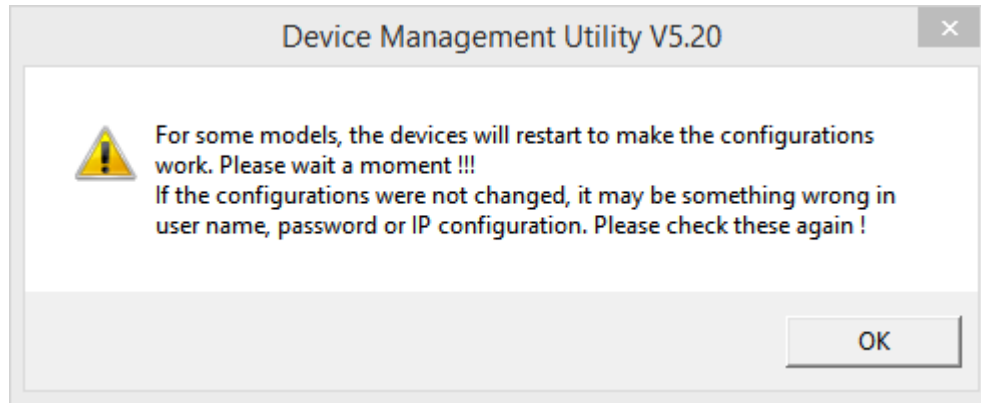 Device Management Utility V5.20
For some models, the devices will restart to make the configurations
work. Please wait a moment !!!
If the configurations were not changed, it may be something wrong in
user name, password or IP configuration. Please check these again !
OK